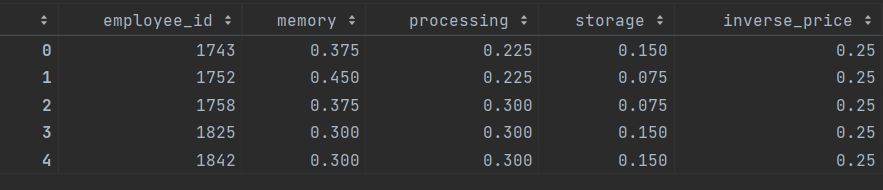 employee_id memory processing storage inverse_price
0 1743 0.375 0.225 0.150 0.25
1 1752 0.450 0.225 0.075 0.25
2 1758 0.375 0.300 0.075 0.25
3 1825 0.300 0.300 0.150 0.25
4 1842 0.300 0.300 0.150 0.25